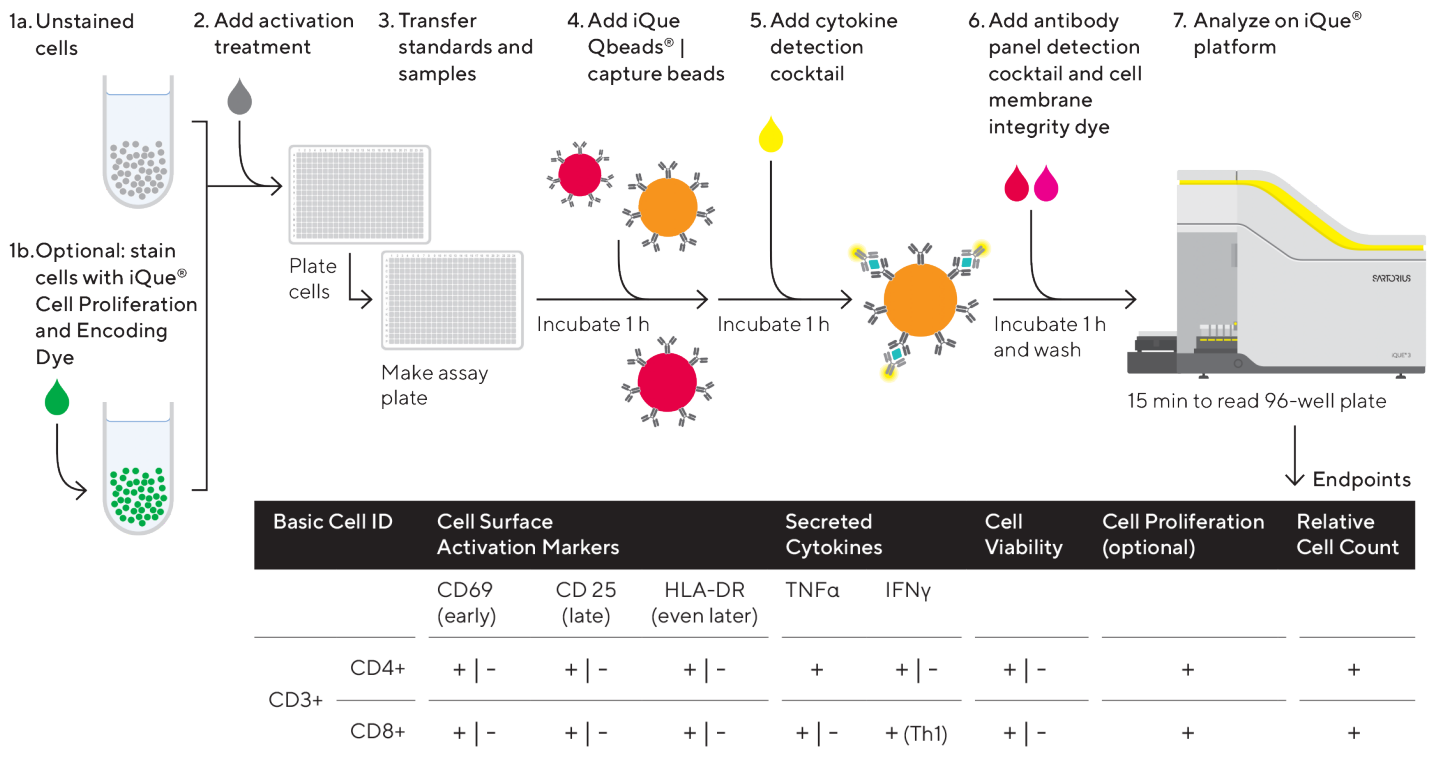 1a. Unstained
cells
2. Add activation
treatment
3. Transfer
standards and
samples
4. Add iQue
Qbeads® |
capture beads
5. Add cytokine
detection
cocktail
6. Add antibody
panel detection
cocktail and cell
membrane
integrity dye
7. Analyze on iQue®
platform
1b. Optional: stain
cells with iQue®
Cell Proliferation
and Encoding
Dye
Plate
cells
Make assay
plate
Incubate 1 h
Incubate 1 h
Incubate 1 h
and wash
SARTORIUS
iQUE®3
15 min to read 96-well plate
Endpoints
Basic Cell ID
Cell Surface
Activation Markers
Secreted
Cytokines
Cell
Viability
Cell Proliferation
(optional)
Relative
Cell Count
CD69
(early)
CD 25
(late)
HLA-DR
(even later)
TNFα
IFNγ
CD3+
CD4+ +|- +|- +|- + +|- +|- + +
CD8+ +|- +|- +|- +|- + (Th1) +|- + +